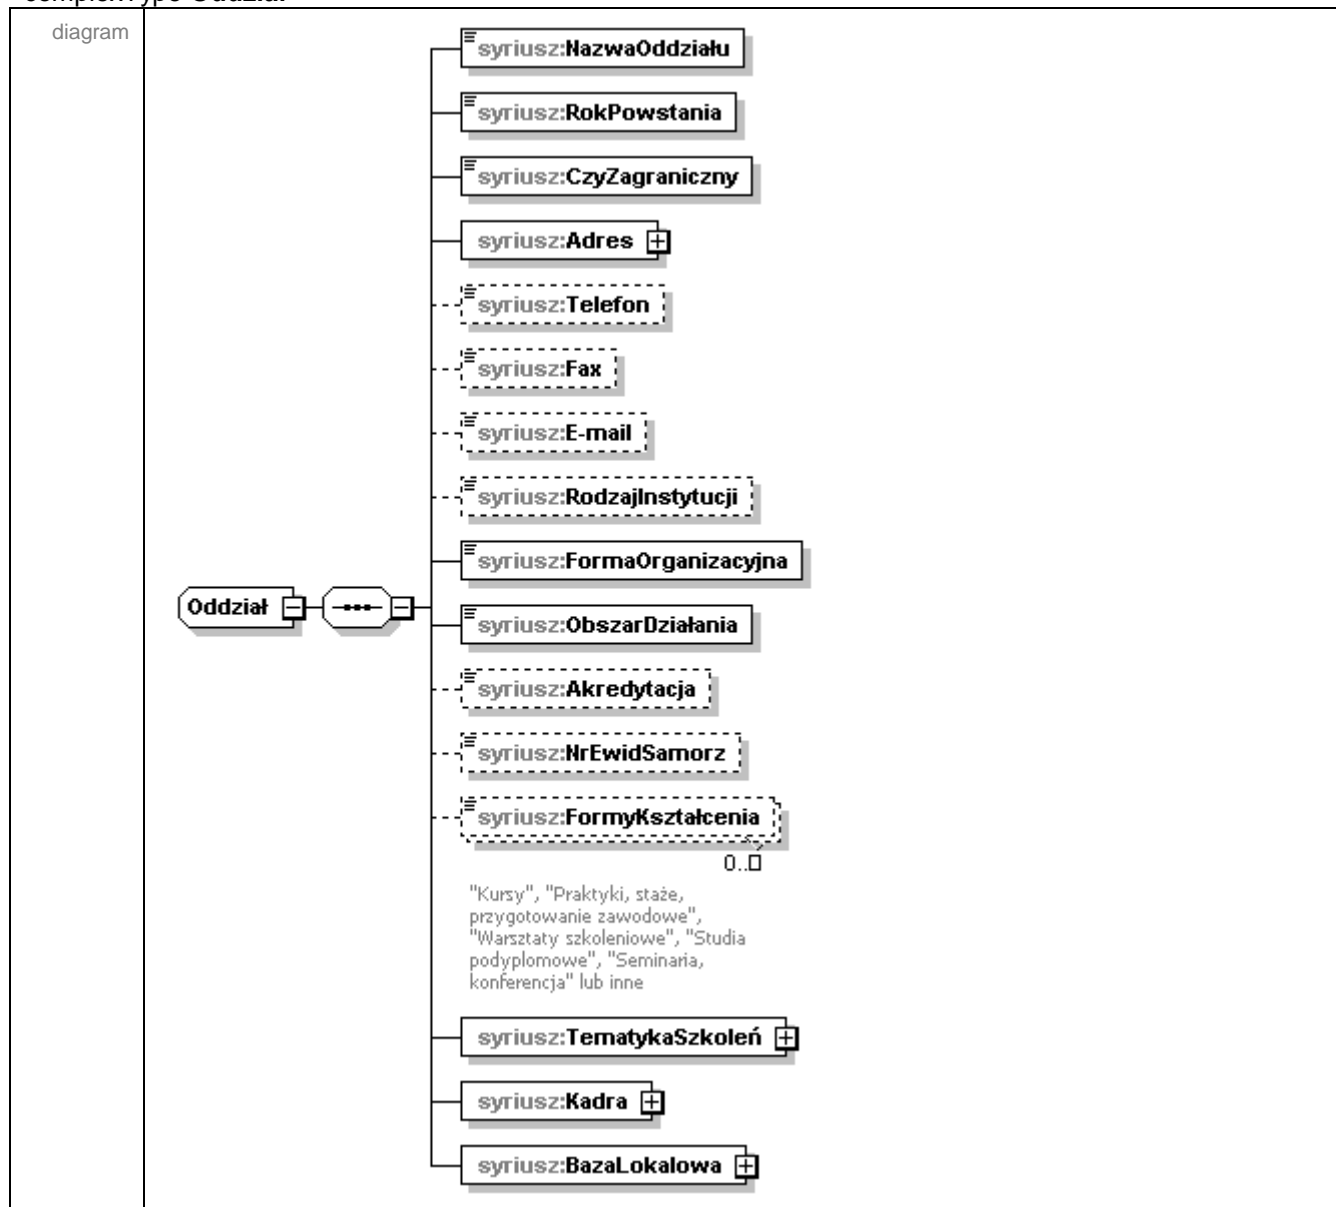 complexType Oddział
diagram
syriusz:NazwaOddziału
syriusz:RokPowstania
syriusz:CzyZagraniczny
syriusz:Adres
syriusz:Telefon
syriusz:Fax
syriusz:E-mail
syriusz:RodzajInstytucji
syriusz:FormaOrganizacyjna
Oddział
syriusz:ObszarDziałania
syriusz:Akredytacja
syriusz:NrEwidSamorz
syriusz:FormyKształcenia
0..□
"Kursy", "Praktyki, staże,
przygotowanie zawodowe",
"Warsztaty szkoleniowe", "Studia
podyplomowe", "Seminaria,
konferencja" lub inne
syriusz:TematykaSzkoleń
syriusz:Kadra
syriusz:BazaLokalowa